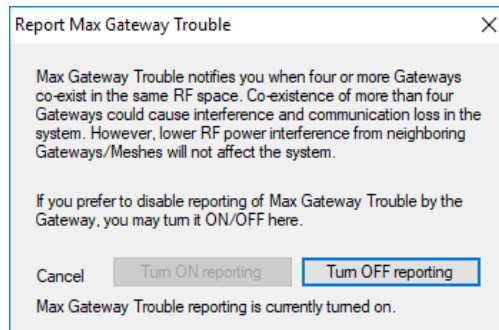 Report Max Gateway Trouble
Max Gateway Trouble notifies you when four or more Gateways
co-exist in the same RF space. Co-existence of more than four
Gateways could cause interference and communication loss in the
system. However, lower RF power interference from neighboring
Gateways/Meshes will not affect the system.
If you prefer to disable reporting of Max Gateway Trouble by the
Gateway, you may turn it ON/OFF here.
Cancel Turn ON reporting Turn OFF reporting
Max Gateway Trouble reporting is currently turned on.